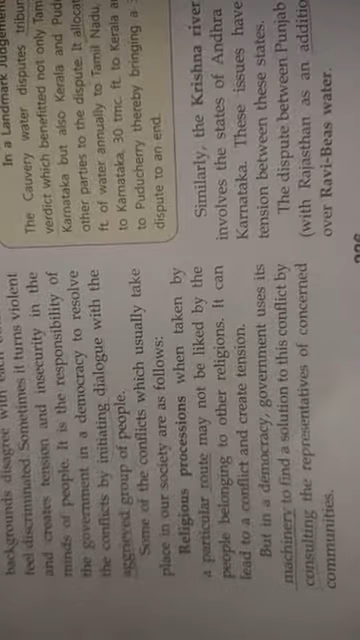 backgrounds disagree with each
feel discriminated. Sometimes it turns violent
and creates tension and insecurity in the
minds of people. It is the responsibility of
the government in a democracy to resolve
the conflicts by initiating dialogue with the
aggrieved group of people.
Some of the conflicts which usually take
place in our society are as follows:
Religious processions when taken by
a particular route may not be liked by the
people belonging to other religions. It can
lead to a conflict and create tension.
But in a democracy, government uses its
machinery to find a solution to this conflict by
consulting the representatives of concerned
communities.
In a Landmark Judgement
The Cauvery water disputes tribun
verdict which benefitted not only Tam
Karnataka but also Kerala and Pudu
other parties to the dispute. It allocat
ft. of water annually to Tamil Nadu,
to Karnataka, 30 tmc. ft. to Kerala an
to Puducherry thereby bringing a
dispute to an end.
Similarly, the Krishna river
involves the states of Andhra
Karnataka. These issues have
tension between these states.
The dispute between Punjab
(with Rajasthan as an additio
over Ravi-Beas water.